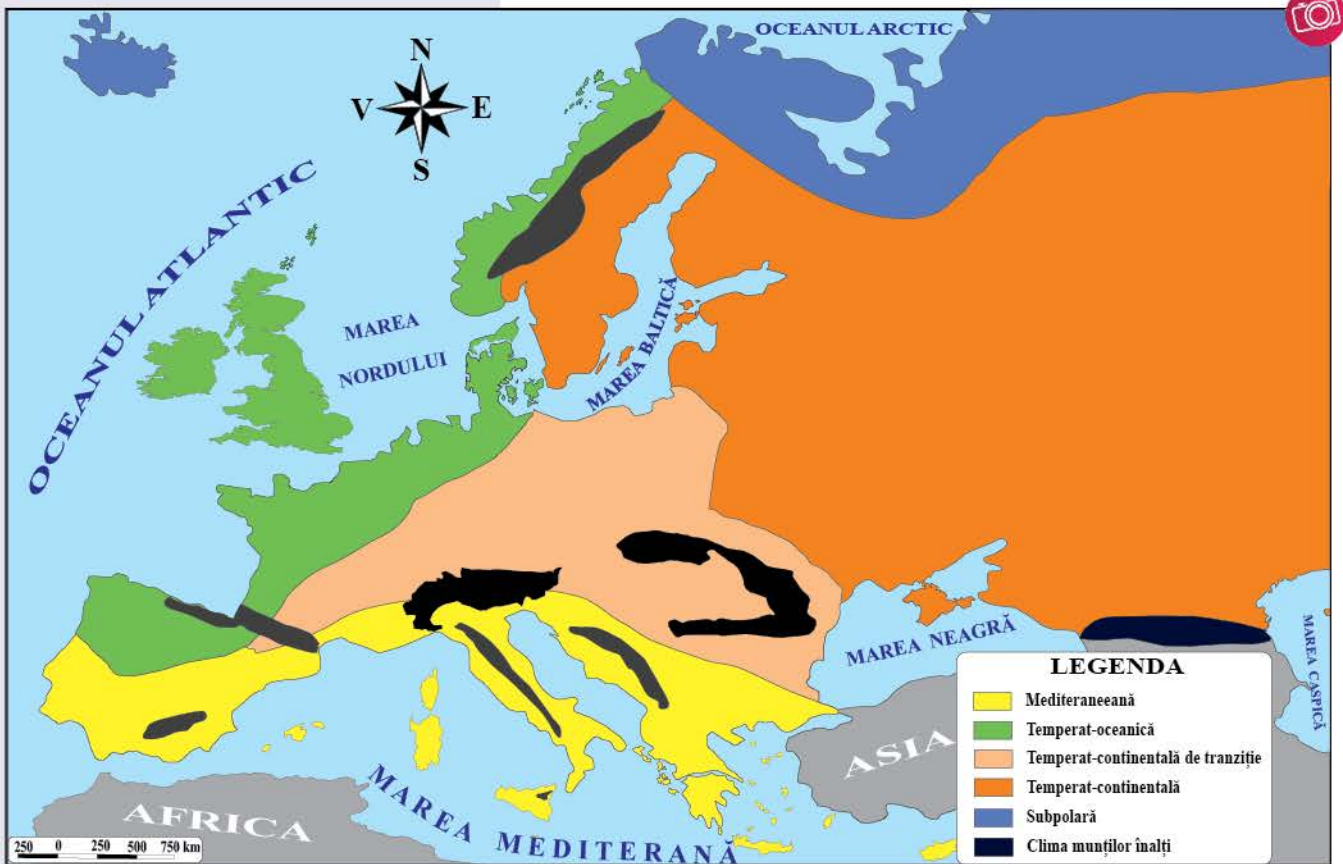 OCEANUL ARCTIC
N
V
E
S
OCEANUL ATLANTIC
MAREA
NORDULUI
MAREA BALTICĂ
MAREA NEAGRĂ
MAREA CASPICĂ
ASIA
AFRICA
MAREA MEDITERANĂ
250 0 250 500 750 km
LEGENDA
Mediteraneeană
Temperat-oceanică
Temperat-continentală de tranziție
Temperat-continentală
Subpolară
Clima munților înalți